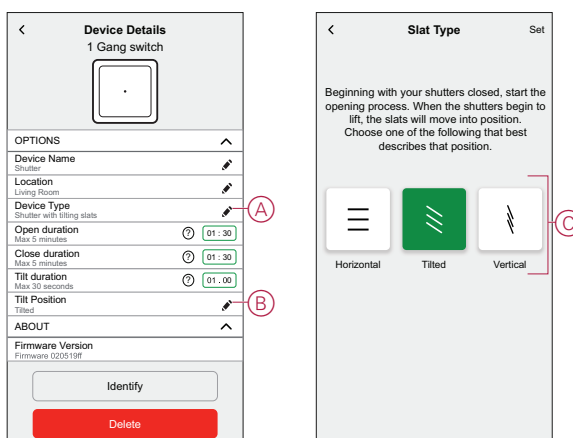 Device Details
1 Gang switch
OPTIONS
Device Name
Shutter
Location
Living Room
Device Type
Shutter with tilting slats
A
Open duration
Max 5 minutes
? 01 : 30
Close duration
Max 5 minutes
? 01 : 30
Tilt duration
Max 30 seconds
? 01 . 00
Tilt Position
Tilted
B
ABOUT
Firmware Version
Firmware 020519ff
Identify
Delete
Slat Type
Set
Beginning with your shutters closed, start the
opening process. When the shutters begin to
lift, the slats will move into position.
Choose one of the following that best
describes that position.
C
Horizontal
Tilted
Vertical